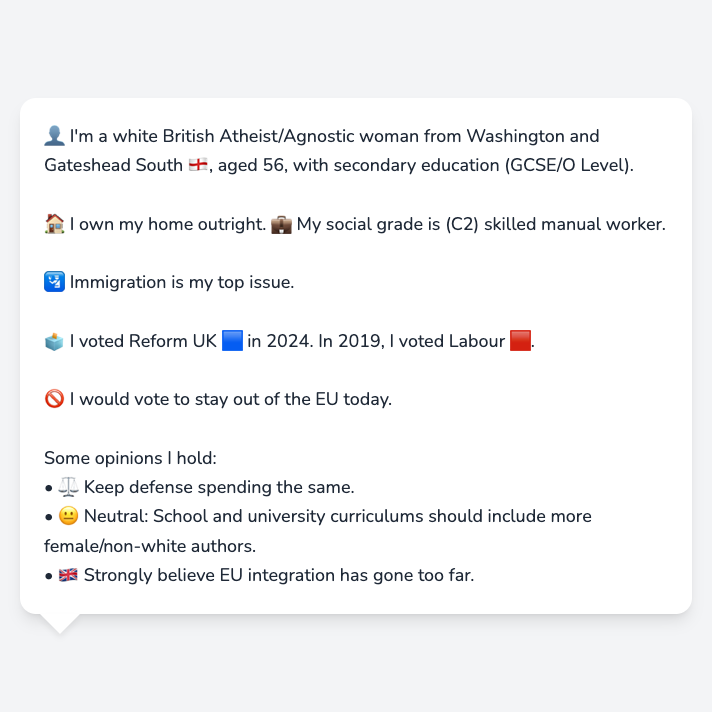 👤 I'm a white British Atheist/Agnostic woman from Washington and
Gateshead South 🏴󠁧󠁢󠁥󠁮󠁧󠁿, aged 56, with secondary education (GCSE/O Level).
🏠 I own my home outright. 💼 My social grade is (C2) skilled manual worker.
🛂 Immigration is my top issue.
🗳️ I voted Reform UK 🟦 in 2024. In 2019, I voted Labour 🟥.
🚫 I would vote to stay out of the EU today.
Some opinions I hold:
• ⚖️ Keep defense spending the same.
• 😐 Neutral: School and university curriculums should include more
female/non-white authors.
• 🇬🇧 Strongly believe EU integration has gone too far.